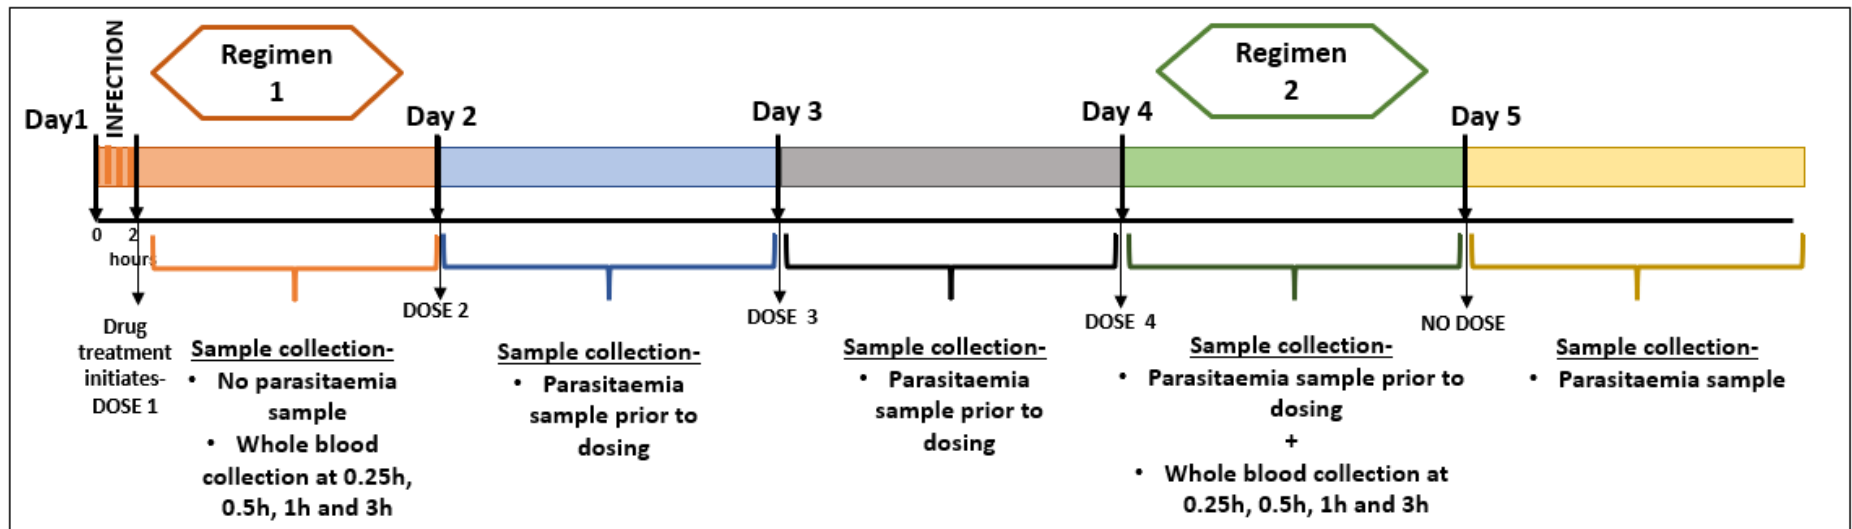 INFECTION
Regimen
1
Regimen
2
Day1
Day 2
Day 3
Day 4
Day 5
0
2
hours
Drug
treatment
initiates-
DOSE 1
DOSE 2
DOSE 3
DOSE 4
NO DOSE
Sample collection-
• No parasitaemia
sample
• Whole blood
collection at 0.25h,
0.5h, 1h and 3h
Sample collection-
• Parasitaemia
sample prior to
dosing
Sample collection-
• Parasitaemia
sample prior to
dosing
Sample collection-
• Parasitaemia sample prior to
dosing
+
• Whole blood collection at
0.25h, 0.5h, 1h and 3h
Sample collection-
• Parasitaemia sample